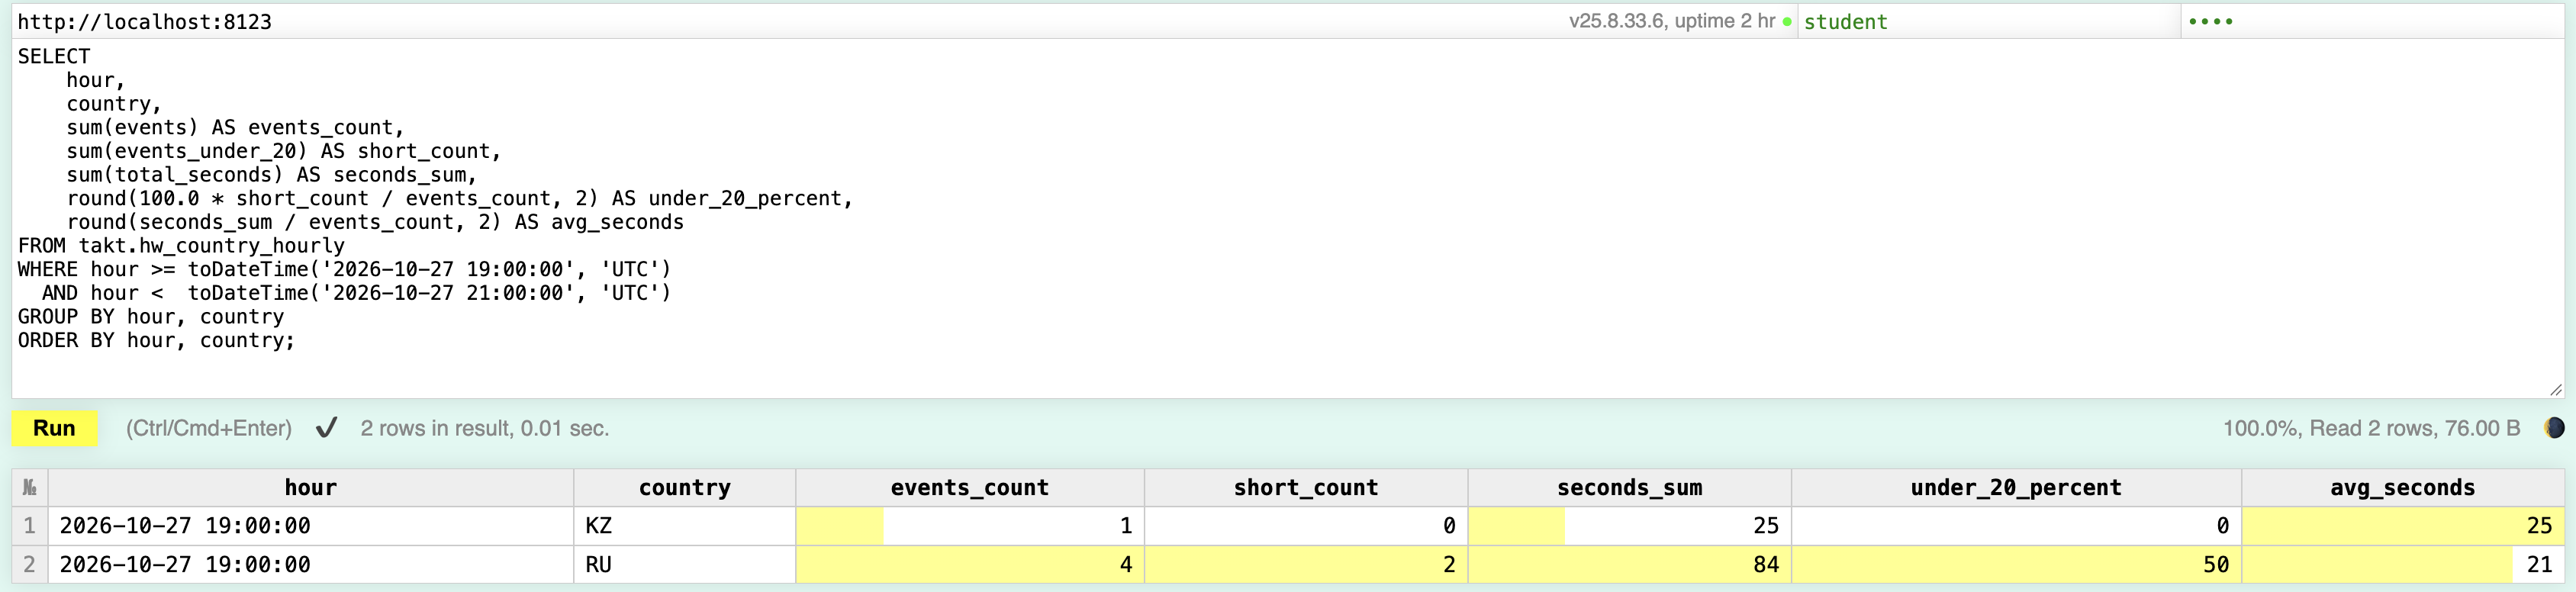 http://localhost:8123 v25.8.33.6, uptime 2 hr student ••••
SELECT
    hour,
    country,
    sum(events) AS events_count,
    sum(events_under_20) AS short_count,
    sum(total_seconds) AS seconds_sum,
    round(100.0 * short_count / events_count, 2) AS under_20_percent,
    round(seconds_sum / events_count, 2) AS avg_seconds
FROM takt.hw_country_hourly
WHERE hour >= toDateTime('2026-10-27 19:00:00', 'UTC')
  AND hour <  toDateTime('2026-10-27 21:00:00', 'UTC')
GROUP BY hour, country
ORDER BY hour, country;
Run (Ctrl/Cmd+Enter) ✔ 2 rows in result, 0.01 sec. 100.0%, Read 2 rows, 76.00 B
№ hour country events_count short_count seconds_sum under_20_percent avg_seconds
1 2026-10-27 19:00:00 KZ 1 0 25 0 25
2 2026-10-27 19:00:00 RU 4 2 84 50 21